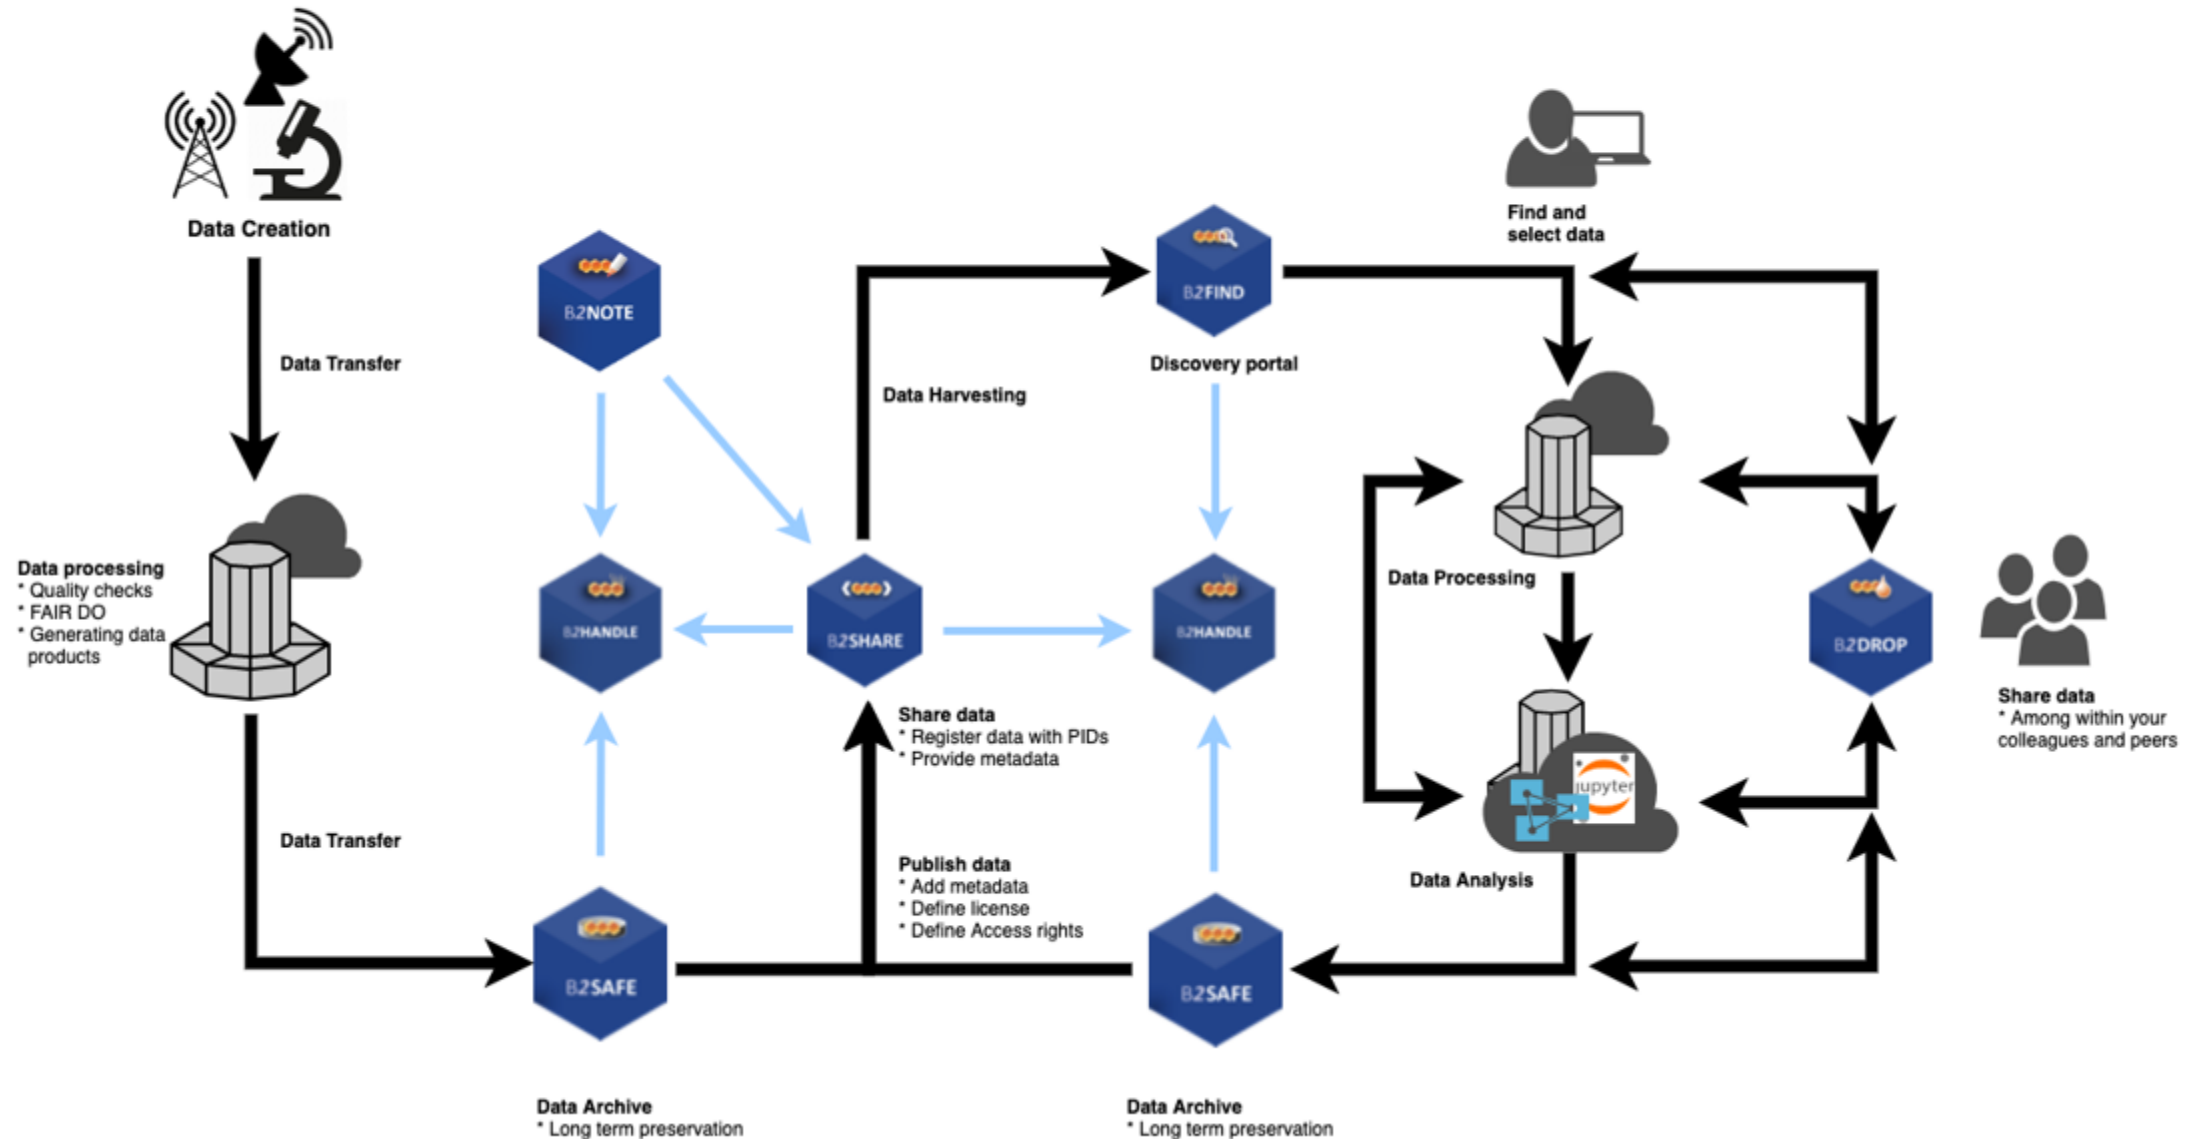 Data Creation
Data Transfer
Data processing
* Quality checks
* FAIR DO
* Generating data
products
Data Transfer
B2NOTE
B2HANDLE
B2SAFE
Data Archive
* Long term preservation
B2SHARE
Data Harvesting
Share data
* Register data with PIDs
* Provide metadata
Publish data
* Add metadata
* Define license
* Define Access rights
B2FIND
Discovery portal
B2HANDLE
B2SAFE
Data Archive
* Long term preservation
Find and
select data
Data Processing
jupyter
Data Analysis
B2DROP
Share data
* Among within your
colleagues and peers